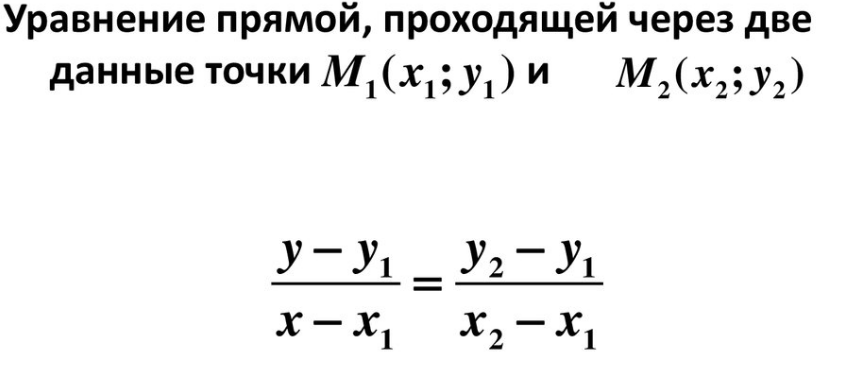 Уравнение прямой, проходящей через две
данные точки M₁(x₁; y₁) и M₂(x₂; y₂)
(y − y₁)/(x − x₁) = (y₂ − y₁)/(x₂ − x₁)